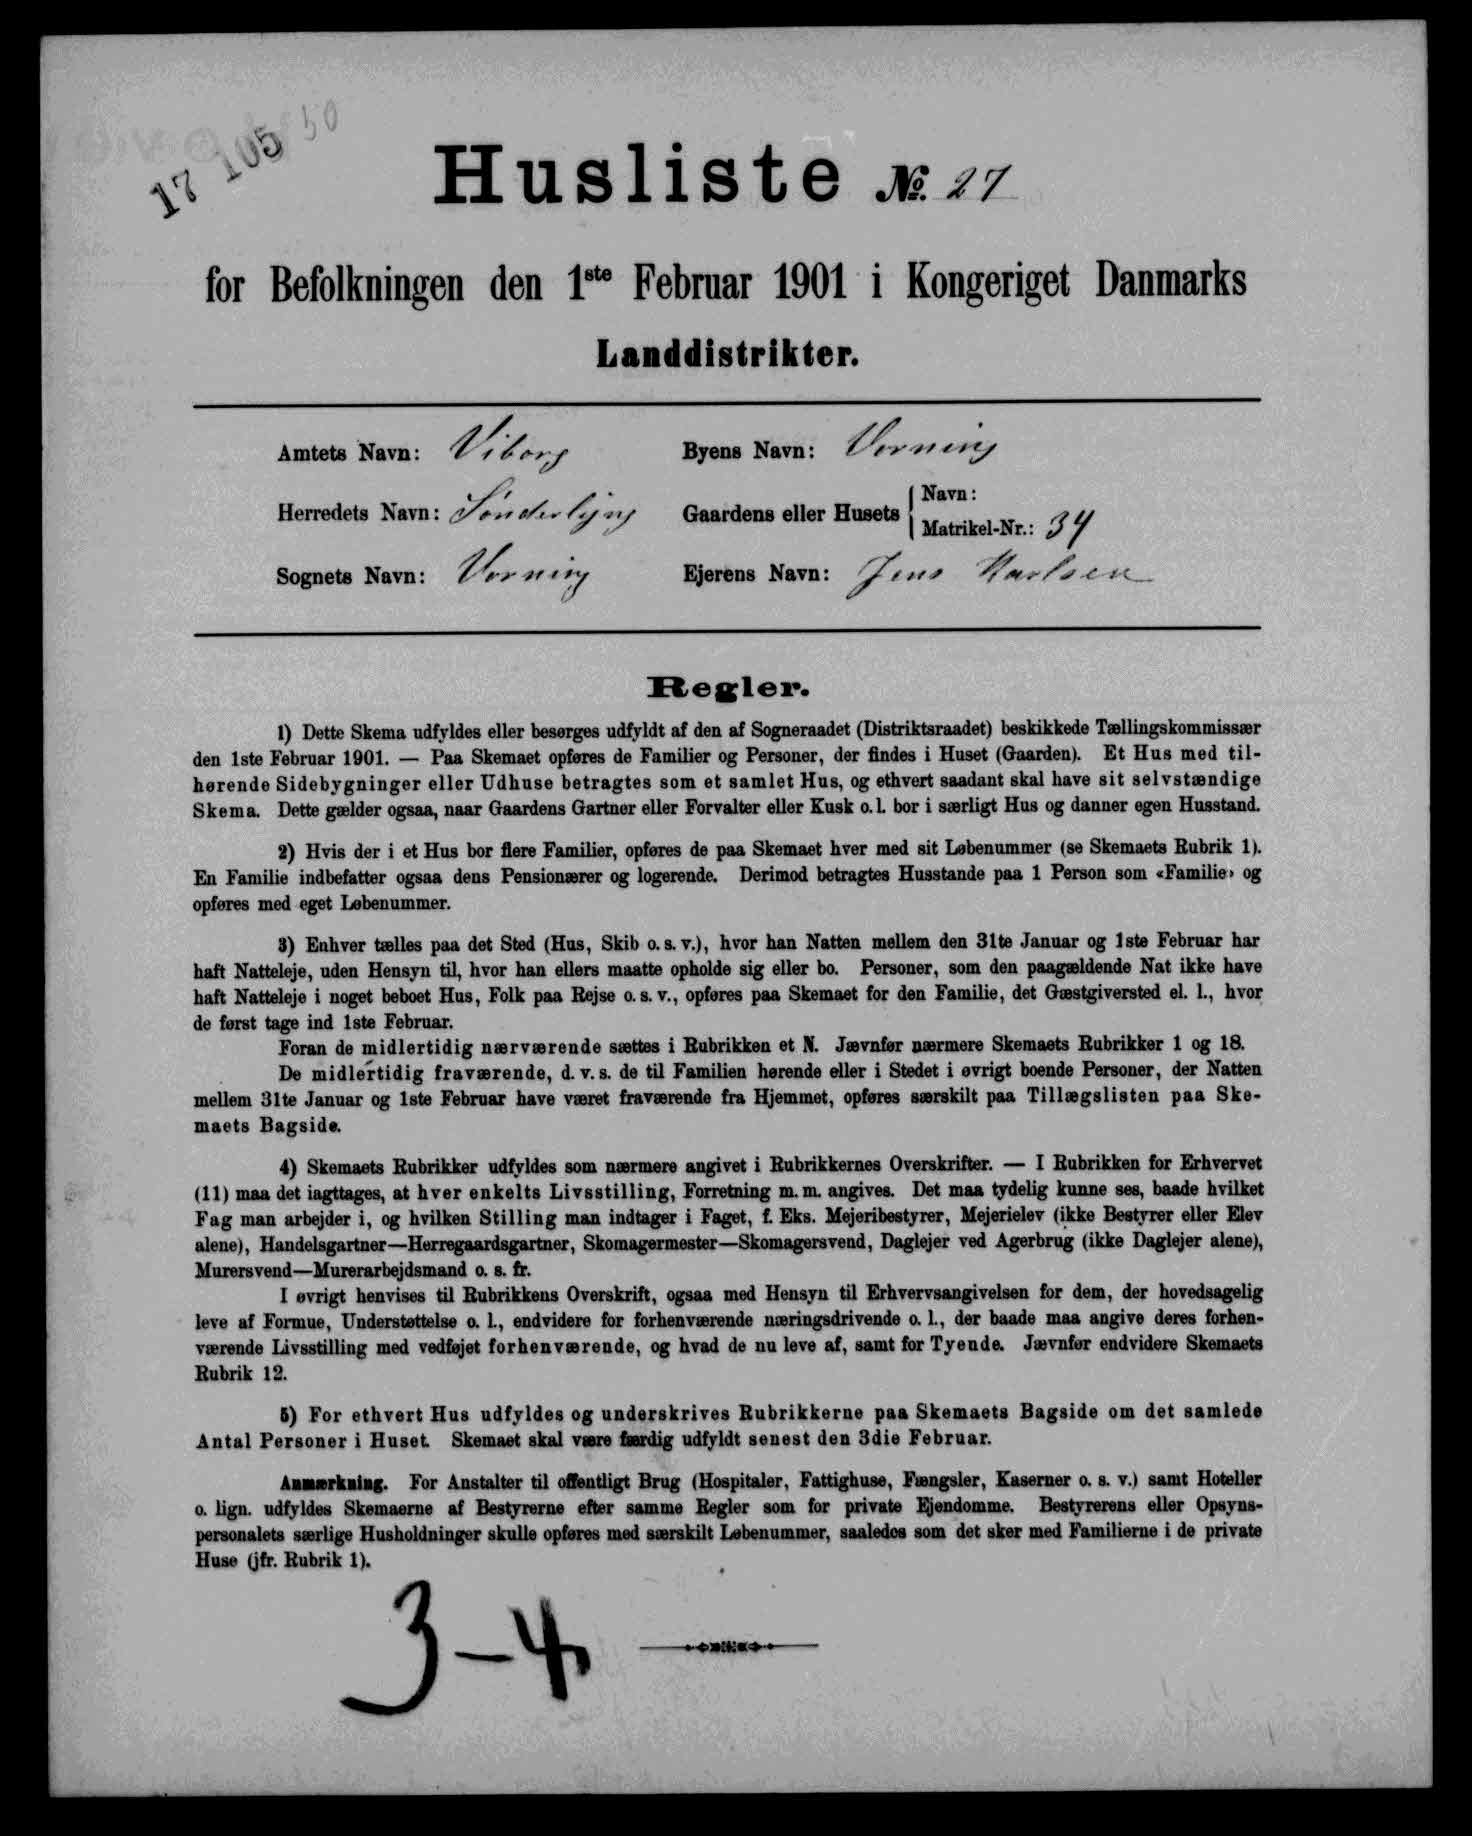 17 105 50
Husliste №. 27
for Befolkningen den 1ste Februar 1901 i Kongeriget Danmarks
Landdistrikter.
Amtets Navn: Viborg
Byens Navn: Vorning
Herredets Navn: Sønderlyng
Gaardens eller Husets { Navn:
Matrikel-Nr.: 34
Sognets Navn: Vorning
Ejerens Navn: Jens Karlsen
Regler.
1) Dette Skema udfyldes eller besørges udfyldt af den af Sogneraadet (Distriktsraadet) beskikkede Tællingskommissær
den 1ste Februar 1901. — Paa Skemaet opføres de Familier og Personer, der findes i Huset (Gaarden). Et Hus med til-
hørende Sidebygninger eller Udhuse betragtes som et samlet Hus, og ethvert saadant skal have sit selvstændige
Skema. Dette gælder ogsaa, naar Gaardens Gartner eller Forvalter eller Kusk o. l. bor i særligt Hus og danner egen Husstand.
2) Hvis der i et Hus bor flere Familier, opføres de paa Skemaet hver med sit Løbenummer (se Skemaets Rubrik 1).
En Familie indbefatter ogsaa dens Pensionærer og logerende. Derimod betragtes Husstande paa 1 Person som «Familie» og
opføres med eget Løbenummer.
3) Enhver tælles paa det Sted (Hus, Skib o. s. v.), hvor han Natten mellem den 31te Januar og 1ste Februar har
haft Natteleje, uden Hensyn til, hvor han ellers maatte opholde sig eller bo. Personer, som den paagældende Nat ikke have
haft Natteleje i noget beboet Hus, Folk paa Rejse o. s. v., opføres paa Skemaet for den Familie, det Gæstgiversted el. l., hvor
de først tage ind 1ste Februar.
Foran de midlertidig nærværende sættes i Rubrikken et N. Jævnfør nærmere Skemaets Rubrikker 1 og 18.
De midlertidig fraværende, d. v. s. de til Familien hørende eller i Stedet i øvrigt boende Personer, der Natten
mellem 31te Januar og 1ste Februar have været fraværende fra Hjemmet, opføres særskilt paa Tillægslisten paa Ske-
maets Bagside.
4) Skemaets Rubrikker udfyldes som nærmere angivet i Rubrikkernes Overskrifter. — I Rubrikken for Erhvervet
(11) maa det iagttages, at hver enkelts Livsstilling, Forretning m. m. angives. Det maa tydelig kunne ses, baade hvilket
Fag man arbejder i, og hvilken Stilling man indtager i Faget, f. Eks. Mejeribestyrer, Mejerielev (ikke Bestyrer eller Elev
alene), Handelsgartner—Herregaardsgartner, Skomagermester—Skomagersvend, Daglejer ved Agerbrug (ikke Daglejer alene),
Murersvend—Murerarbejdsmand o. s. fr.
I øvrigt henvises til Rubrikkens Overskrift, ogsaa med Hensyn til Erhvervsangivelsen for dem, der hovedsagelig
leve af Formue, Understøttelse o. l., endvidere for forhenværende næringsdrivende o. l., der baade maa angive deres forhen-
værende Livsstilling med vedføjet forhenværende, og hvad de nu leve af, samt for Tyende. Jævnfør endvidere Skemaets
Rubrik 12.
5) For ethvert Hus udfyldes og underskrives Rubrikkerne paa Skemaets Bagside om det samlede
Antal Personer i Huset. Skemaet skal være færdig udfyldt senest den 3die Februar.
Anmærkning. For Anstalter til offentligt Brug (Hospitaler, Fattighuse, Fængsler, Kaserner o. s. v.) samt Hoteller
o. lign. udfyldes Skemaerne af Bestyrerne efter samme Regler som for private Ejendomme. Bestyrerens eller Opsyns-
personalets særlige Husholdninger skulle opføres med særskilt Løbenummer, saaledes som det sker med Familierne i de private
Huse (jfr. Rubrik 1).
3-4